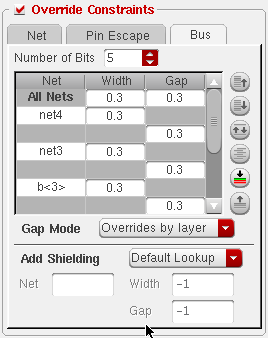 Override Constraints
Net Pin Escape Bus
Number of Bits 5
Net Width Gap
All Nets 0.3 0.3
net4 0.3
0.3
net3 0.3
0.3
b<3> 0.3
0.3
Gap Mode Overrides by layer
Add Shielding Default Lookup
Net Width -1
Gap -1